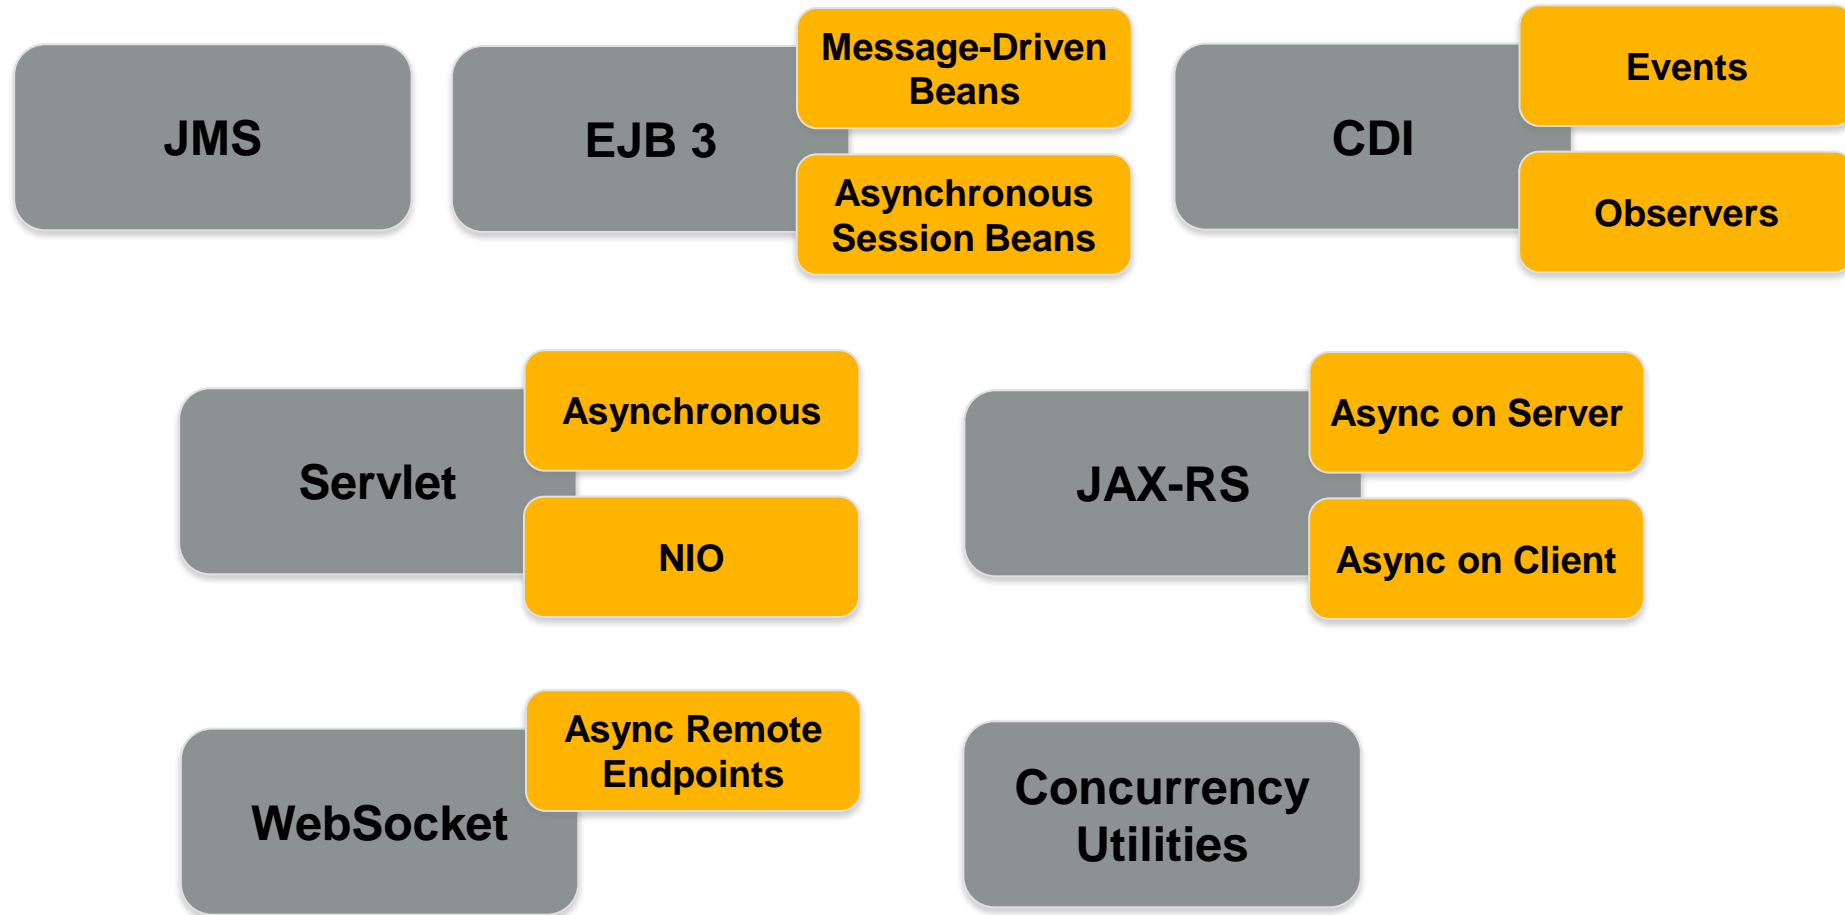 JMS
EJB 3
Message-Driven
Beans
Asynchronous
Session Beans
CDI
Events
Observers
Servlet
Asynchronous
NIO
JAX-RS
Async on Server
Async on Client
WebSocket
Async Remote
Endpoints
Concurrency
Utilities